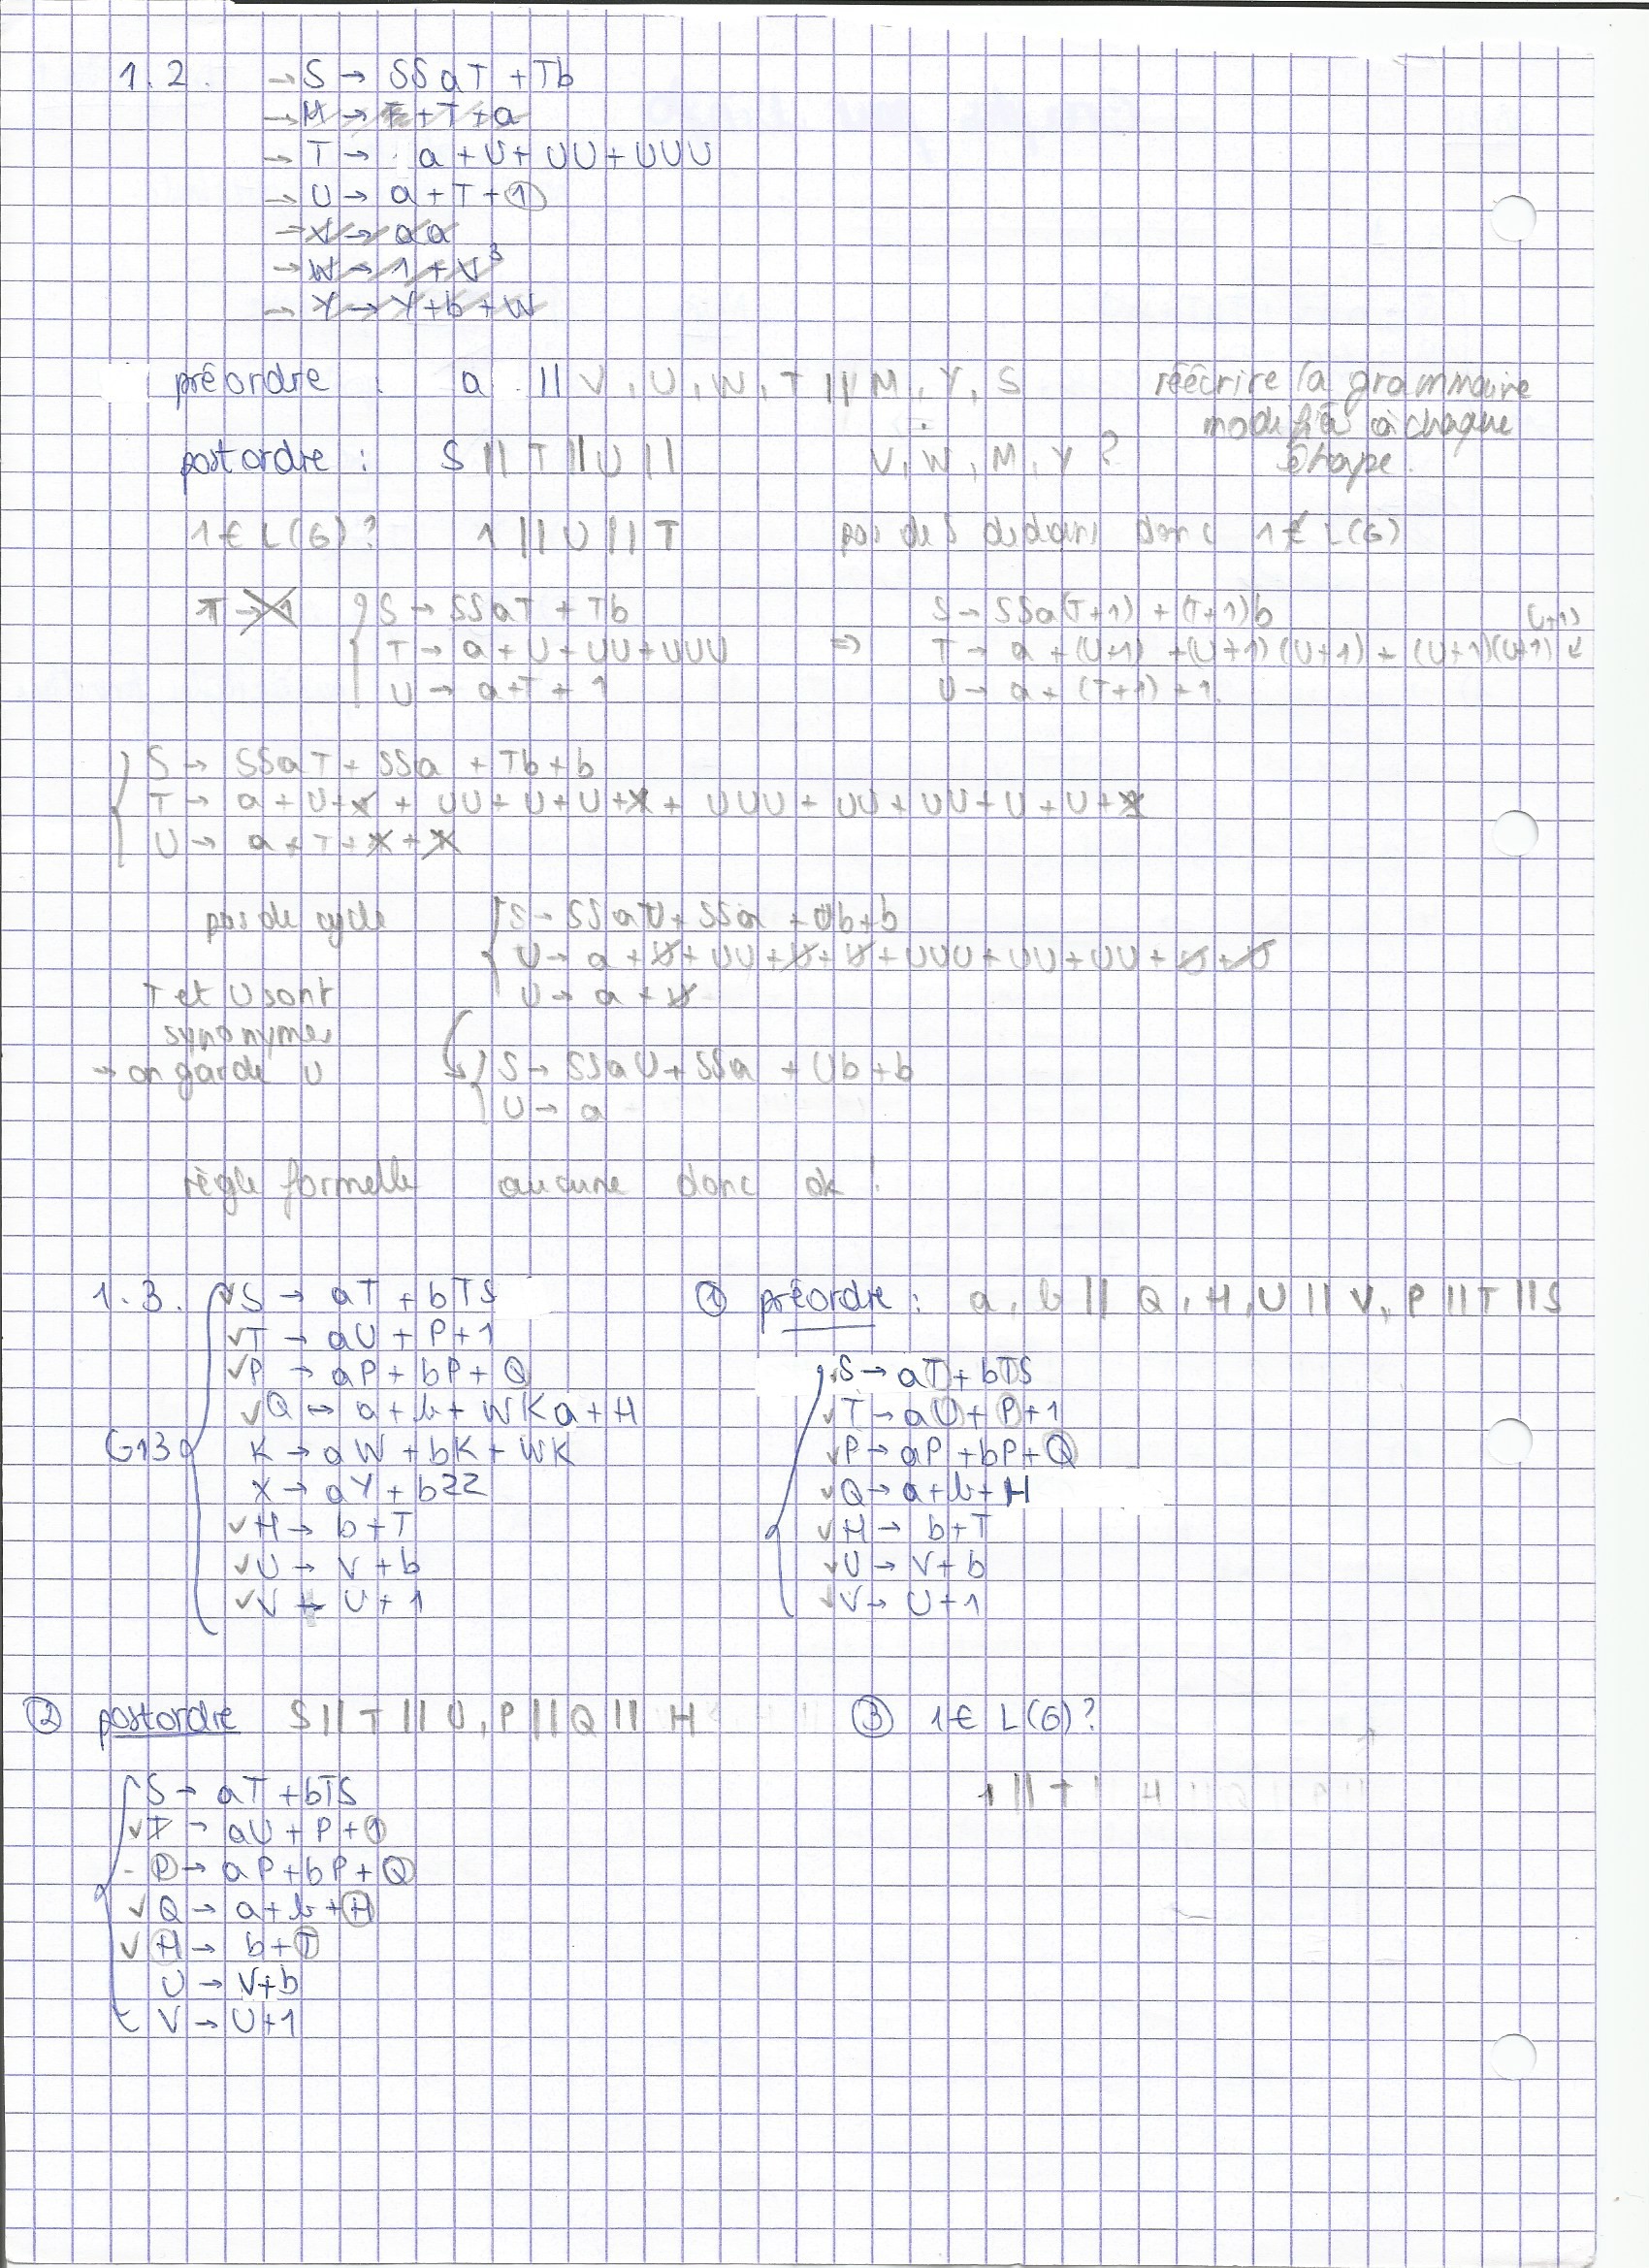 1.2. → S → SSaT + Tb
→ M → T + T + a
→ T → a + U + UU + UUU
→ U → a + T + 1
→ V → aa
→ W → 1 + V³
→ Y → Y + b + W
préordre : a || V, U, W, T || M, Y, S réécrire la grammaire
modifiée à chaque
postordre : S || T || U || V, W, M, Y ? étape.
1 ∈ L(G) ? 1 || U || T pas de S dedans donc 1 ∉ L(G)
T → 1 S → SSaT + Tb S → SSa(T+1) + (T+1)b
T → a + U + UU + UUU ⇒ T → a + (U+1) + (U+1)(U+1) + (U+1)(U+1) (U+1)
U → a + T + 1 U → a + (T+1) + 1.
S → SSaT + SSa + Tb + b
T → a + U + 1 + UU + U + U + 1 + UUU + UU + UU + U + U + 1
U → a + T + 1 + 1
pas de cycle S → SSaU + SSa + Ub + b
U → a + U + UU + U + U + UUU + UU + UU + U + U
T et U sont U → a + U
synonymes
→ on garde U S → SSaU + SSa + Ub + b
U → a
règle formelle aucune donc ok !
1.3. S → aT + bTS ① préordre : a, b || Q, H, U || V, P || T || S
T → aU + P + 1
P → aP + bP + Q S → aT + bTS
Q → a + b + WKa + H T → aU + P + 1
G13 K → aW + bK + WK P → aP + bP + Q
X → aY + bZZ Q → a + b + H
H → b + T H → b + T
U → V + b U → V + b
V → U + 1 V → U + 1
② postordre S || T || U, P || Q || H ③ 1 ∈ L(G) ?
S → aT + bTS 1 || T || H
T → aU + P + 1
P → aP + bP + Q
Q → a + b + H
H → b + T
U → V + b
V → U + 1